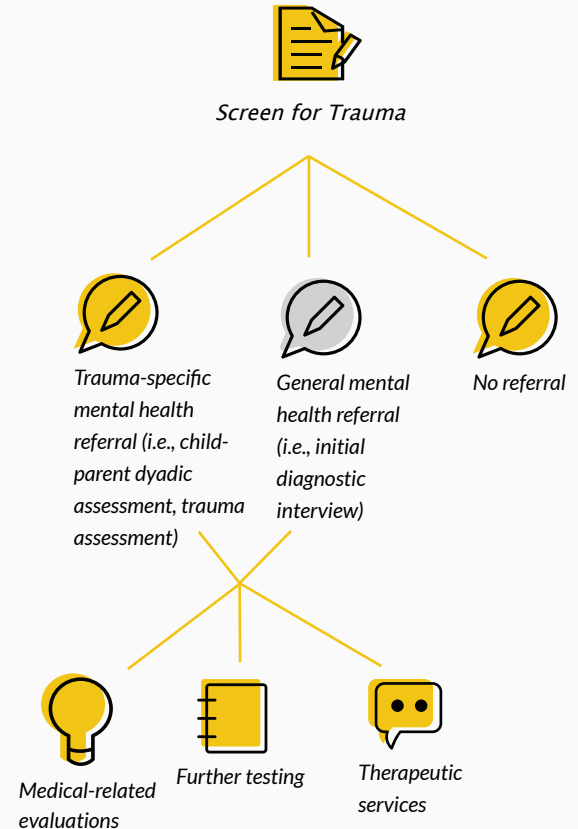 Screen for Trauma
Trauma-specific
mental health
referral (i.e., child-
parent dyadic
assessment, trauma
assessment)
General mental
health referral
(i.e., initial
diagnostic
interview)
No referral
Medical-related
evaluations
Further testing
Therapeutic
services